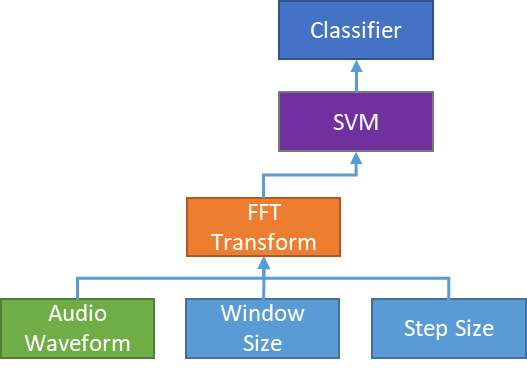 Classifier
SVM
FFT
Transform
Audio
Waveform
Window
Size
Step Size